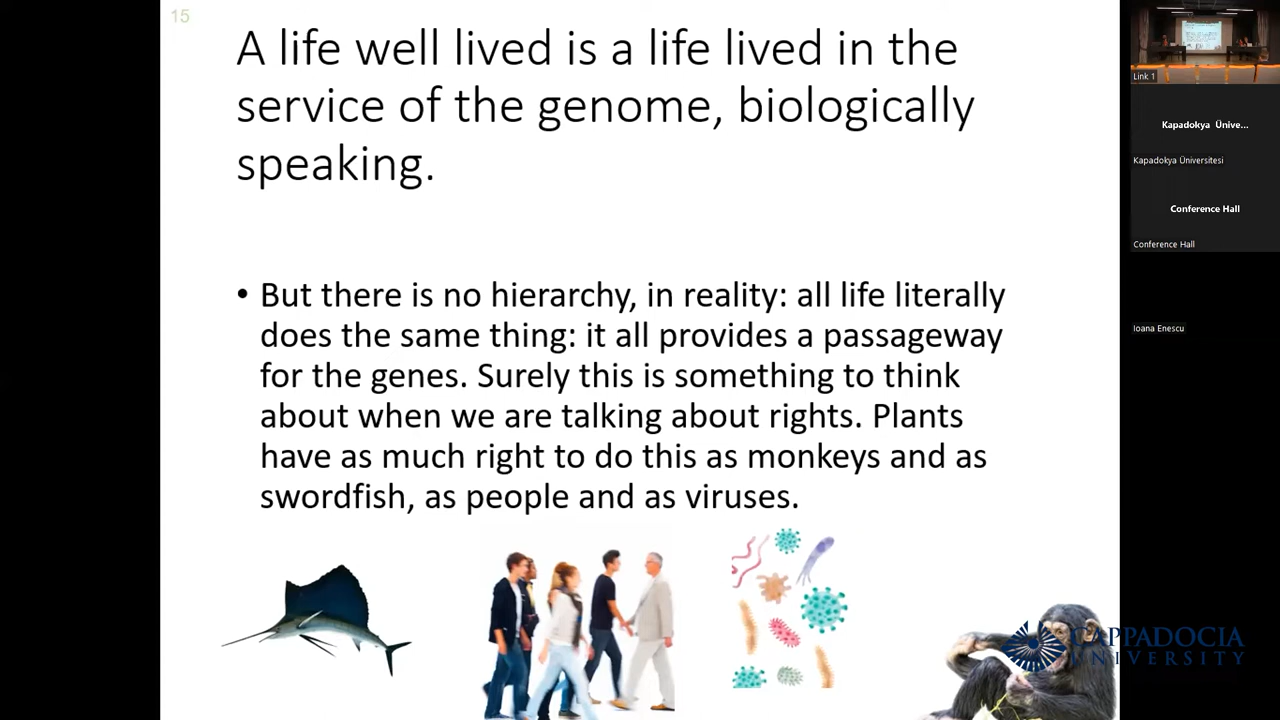 15
A life well lived is a life lived in the
service of the genome, biologically
speaking.
• But there is no hierarchy, in reality: all life literally
does the same thing: it all provides a passageway
for the genes. Surely this is something to think
about when we are talking about rights. Plants
have as much right to do this as monkeys and as
swordfish, as people and as viruses.
CAPPADOCIA
UNIVERSITY
Link 1
Kapadokya Ünive...
Kapadokya Üniversitesi
Conference Hall
Conference Hall
Ioana Enescu